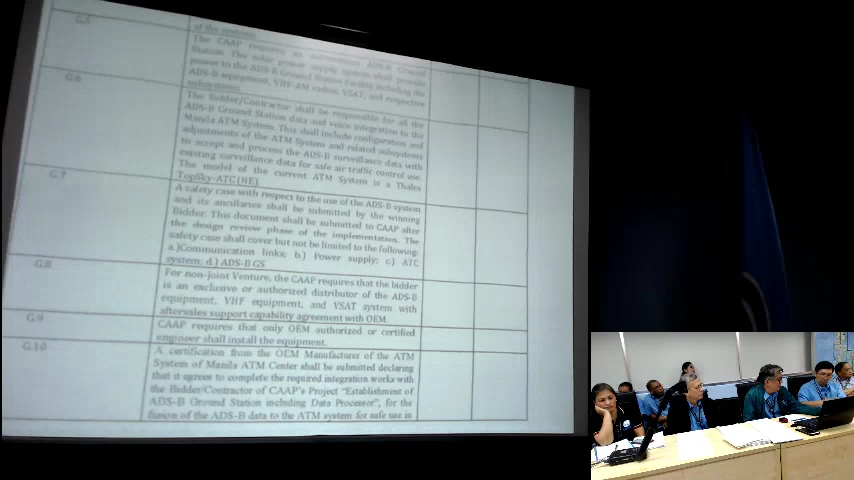 G.5
of the systems.
The CAAP requires an autonomous ADS-B Ground
Station. The solar power supply system shall provide
power to the ADS-B Ground Station Facility including the
ADS-B equipment, VHF-AM radios, VSAT, and respective
subsystems.
G.6
The Bidder/Contractor shall be responsible for all the
ADS-B Ground Station data and voice integration to the
Manila ATM System. This shall include configuration and
adjustments of the ATM System and related subsystems
to accept and process the ADS-B surveillance data with
existing surveillance data for safe air traffic control use.
The model of the current ATM System is a Thales
TopSky-ATC (HE).
G.7
A safety case with respect to the use of the ADS-B system
and its ancillaries shall be submitted by the winning
Bidder. This document shall be submitted to CAAP after
the design review phase of the implementation. The
safety case shall cover but not be limited to the following:
a.)Communication links; b.) Power supply; c.) ATC
system; d.) ADS-B GS
G.8
For non-Joint Venture, the CAAP requires that the bidder
is an exclusive or authorized distributor of the ADS-B
equipment, VHF equipment, and VSAT system with
aftersales support capability agreement with OEM.
G.9
CAAP requires that only OEM authorized or certified
engineer shall install the equipment.
G.10
A certification from the OEM Manufacturer of the ATM
System of Manila ATM Center shall be submitted declaring
that it agrees to complete the required integration works with
the Bidder/Contractor of CAAP's Project "Establishment of
ADS-B Ground Station including Data Processor", for the
fusion of the ADS-B data to the ATM system for safe use in